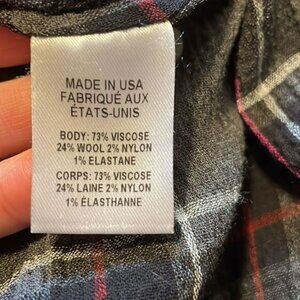 MADE IN USA
FABRIQUÉ AUX
ÉTATS-UNIS
BODY: 73% VISCOSE
24% WOOL 2% NYLON
1% ELASTANE
CORPS: 73% VISCOSE
24% LAINE 2% NYLON
1% ÉLASTHANNE